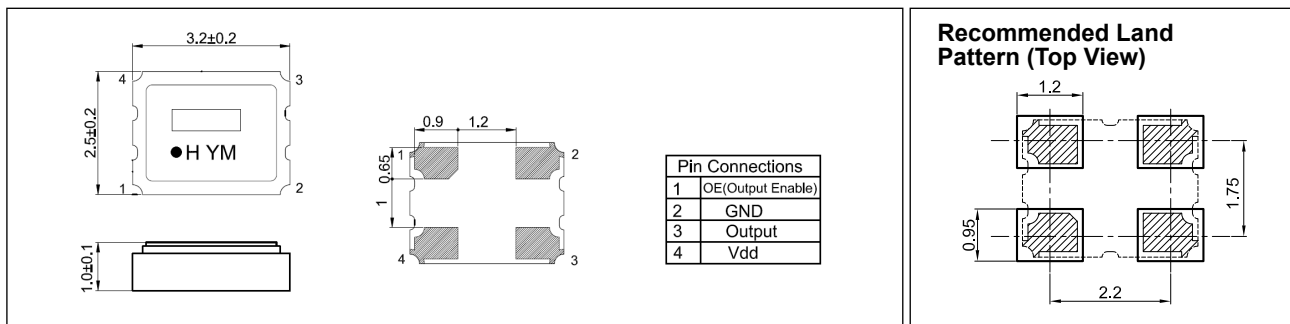 3.2±0.2
4
3
2.5±0.2
●H YM
1
2
1.0±0.1
0.9
1.2
1
2
0.65
1
4
3
Pin Connections
1 OE(Output Enable)
2 GND
3 Output
4 Vdd
Recommended Land
Pattern (Top View)
1.2
1.75
0.95
2.2